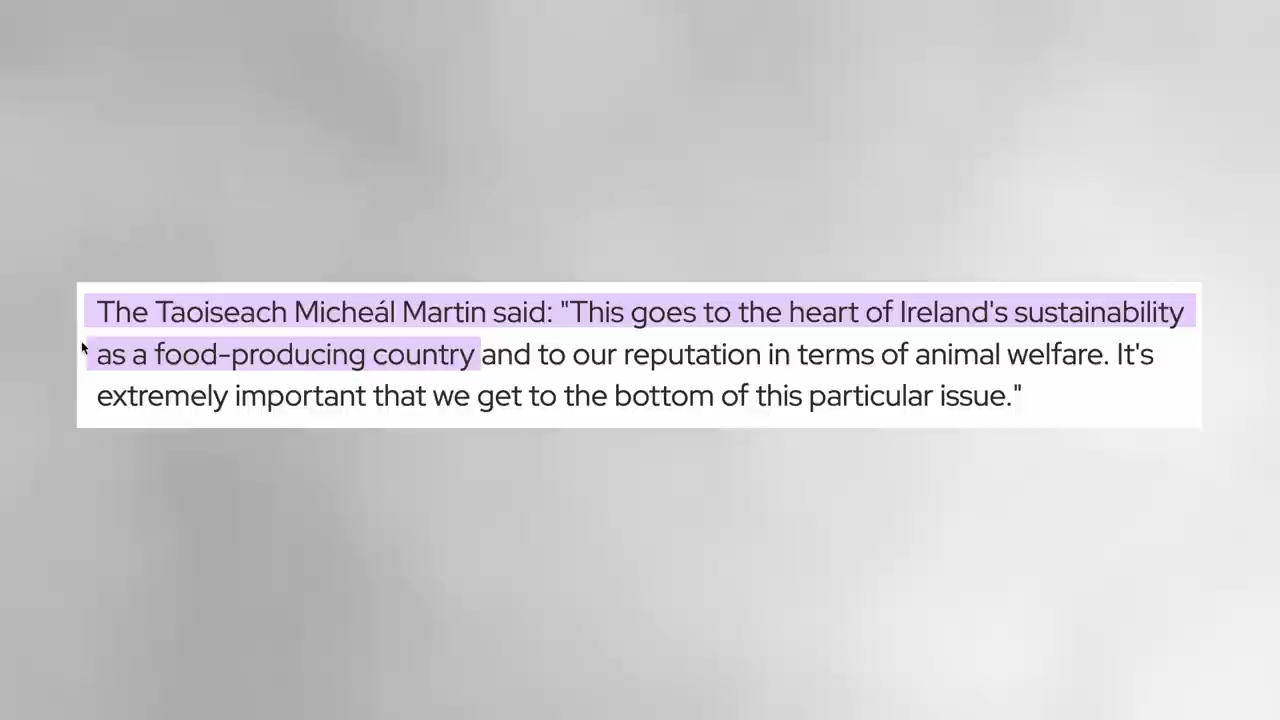 The Taoiseach Micheál Martin said: "This goes to the heart of Ireland's sustainability
as a food-producing country and to our reputation in terms of animal welfare. It's
extremely important that we get to the bottom of this particular issue."